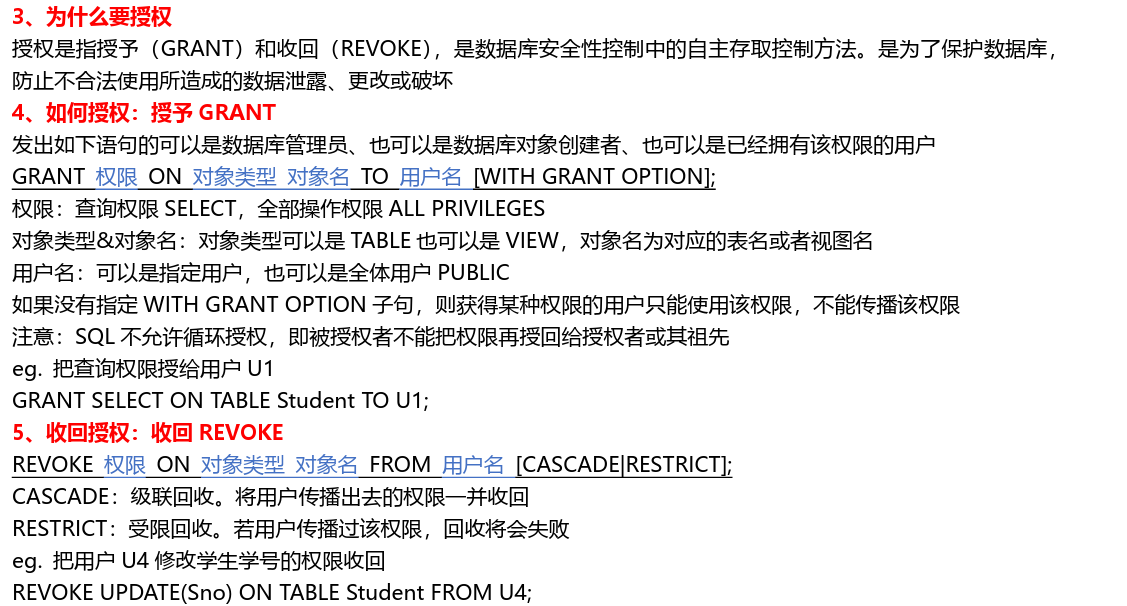 3、为什么要授权
授权是指授予（GRANT）和收回（REVOKE），是数据库安全性控制中的自主存取控制方法。是为了保护数据库，
防止不合法使用所造成的数据泄露、更改或破坏
4、如何授权：授予 GRANT
发出如下语句的可以是数据库管理员、也可以是数据库对象创建者、也可以是已经拥有该权限的用户
GRANT 权限 ON 对象类型 对象名 TO 用户名 [WITH GRANT OPTION];
权限：查询权限 SELECT，全部操作权限 ALL PRIVILEGES
对象类型&对象名：对象类型可以是 TABLE 也可以是 VIEW，对象名为对应的表名或者视图名
用户名：可以是指定用户，也可以是全体用户 PUBLIC
如果没有指定 WITH GRANT OPTION 子句，则获得某种权限的用户只能使用该权限，不能传播该权限
注意：SQL 不允许循环授权，即被授权者不能把权限再授回给授权者或其祖先
eg. 把查询权限授给用户 U1
GRANT SELECT ON TABLE Student TO U1;
5、收回授权：收回 REVOKE
REVOKE 权限 ON 对象类型 对象名 FROM 用户名 [CASCADE|RESTRICT];
CASCADE：级联回收。将用户传播出去的权限一并收回
RESTRICT：受限回收。若用户传播过该权限，回收将会失败
eg. 把用户 U4 修改学生学号的权限收回
REVOKE UPDATE(Sno) ON TABLE Student FROM U4;